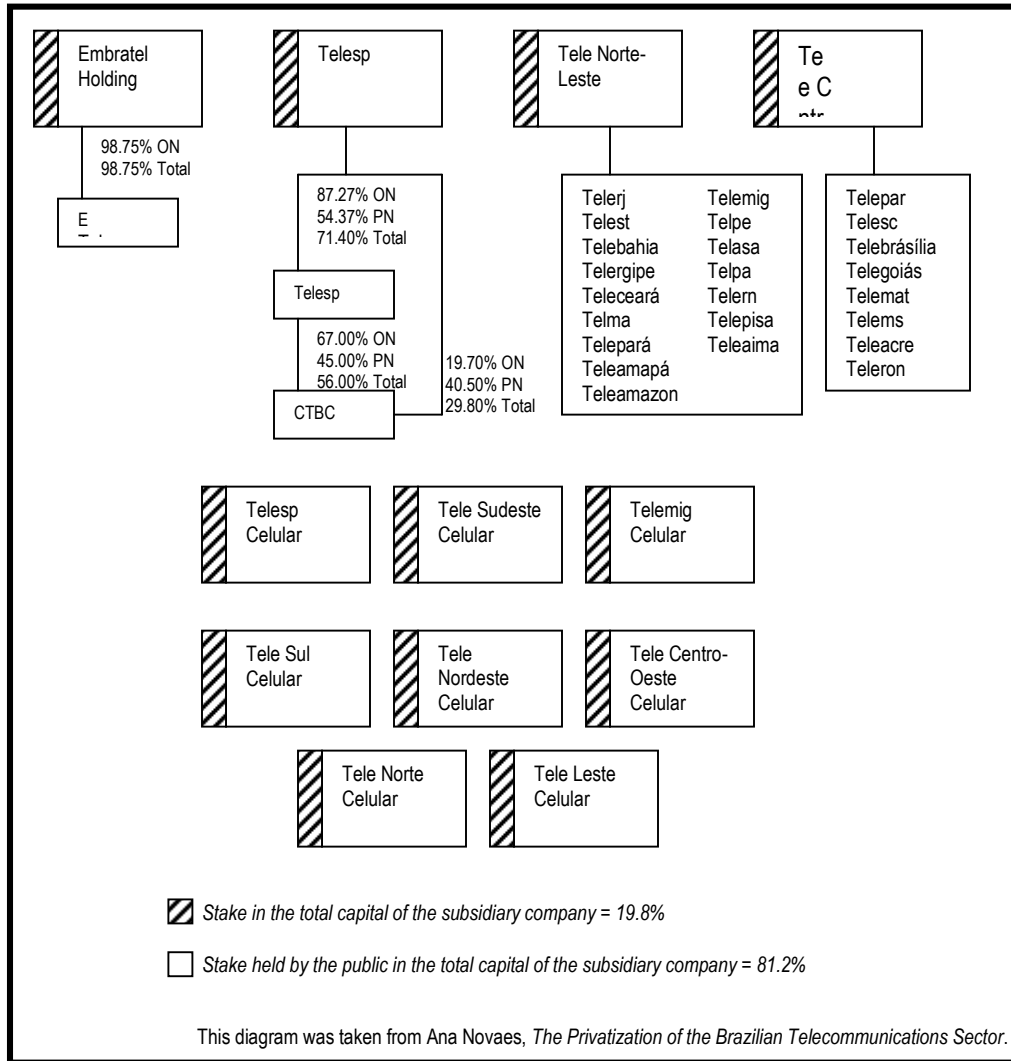 Embratel
Holding
Telesp
Tele Norte-
Leste
Te
e C
98.75% ON
98.75% Total
E
87.27% ON
54.37% PN
71.40% Total
Telesp
67.00% ON
45.00% PN
56.00% Total
19.70% ON
40.50% PN
29.80% Total
CTBC
Telerj
Telest
Telebahia
Telergipe
Teleceará
Telma
Telepará
Teleamapá
Teleamazon
Telemig
Telpe
Telasa
Telpa
Telern
Telepisa
Teleaima
Telepar
Telesc
Telebrásília
Telegoiás
Telemat
Telems
Teleacre
Teleron
Telesp
Celular
Tele Sudeste
Celular
Telemig
Celular
Tele Sul
Celular
Tele
Nordeste
Celular
Tele Centro-
Oeste
Celular
Tele Norte
Celular
Tele Leste
Celular
Stake in the total capital of the subsidiary company = 19.8%
Stake held by the public in the total capital of the subsidiary company = 81.2%
This diagram was taken from Ana Novaes, The Privatization of the Brazilian Telecommunications Sector.